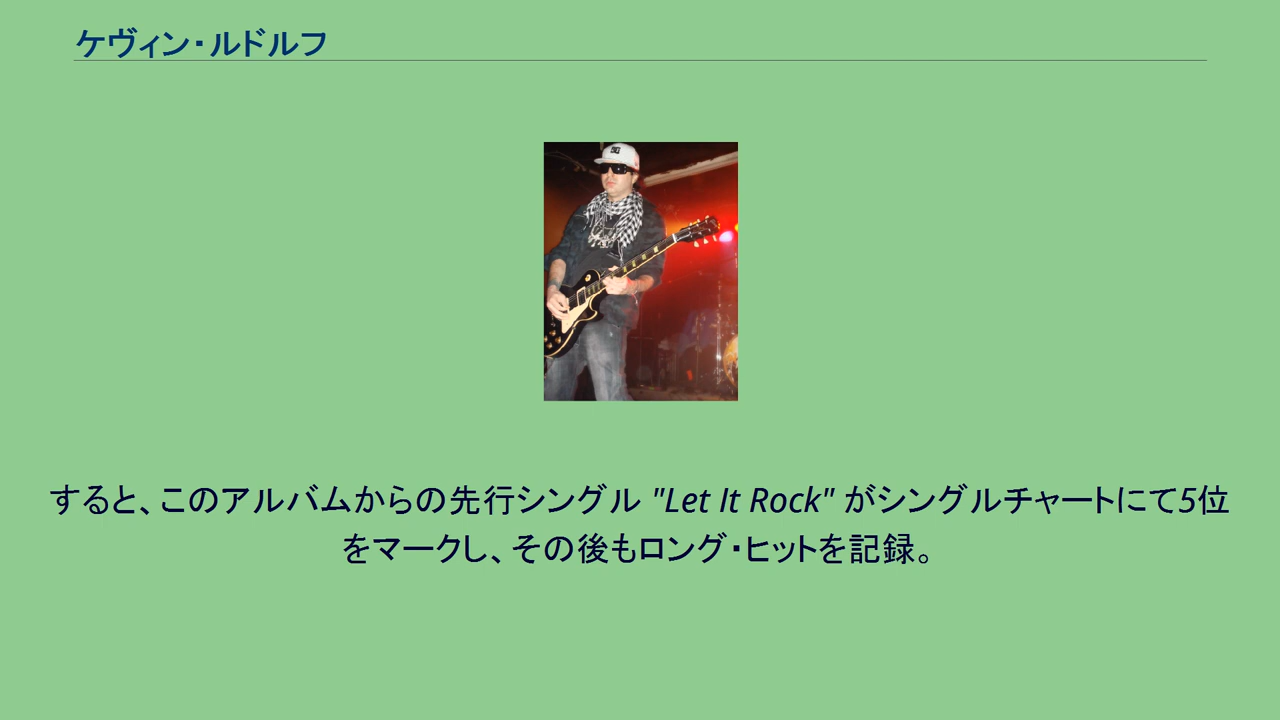 ケヴィン・ルドルフ
すると、このアルバムからの先行シングル "Let It Rock" がシングルチャートにて5位
をマークし、その後もロング・ヒットを記録。